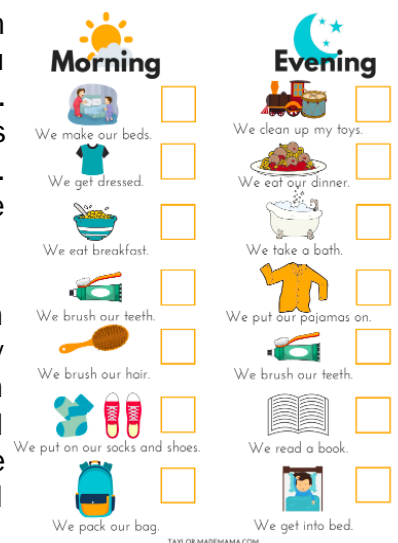 Morning
We make our beds.
We get dressed.
We eat breakfast.
We brush our teeth.
We brush our hair.
We put on our socks and shoes.
We pack our bag.
Evening
We clean up my toys.
We eat our dinner.
We take a bath.
We put our pajamas on.
We brush our teeth.
We read a book.
We get into bed.
TAYLOR-MADEMAMA.COM